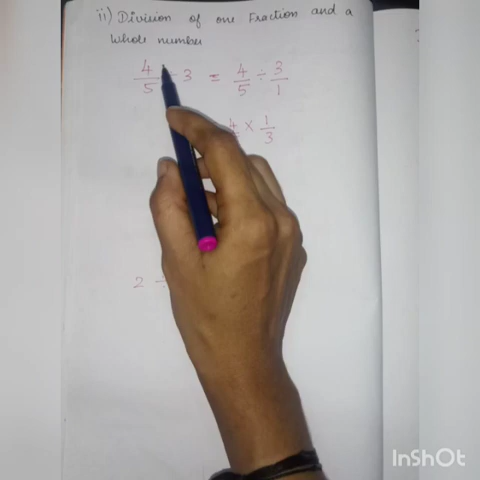 ii) Division of one Fraction and a
Whole number
4/5 ÷ 3 = 4/5 ÷ 3/1
4/ × 1/3
2 ÷
InShOt